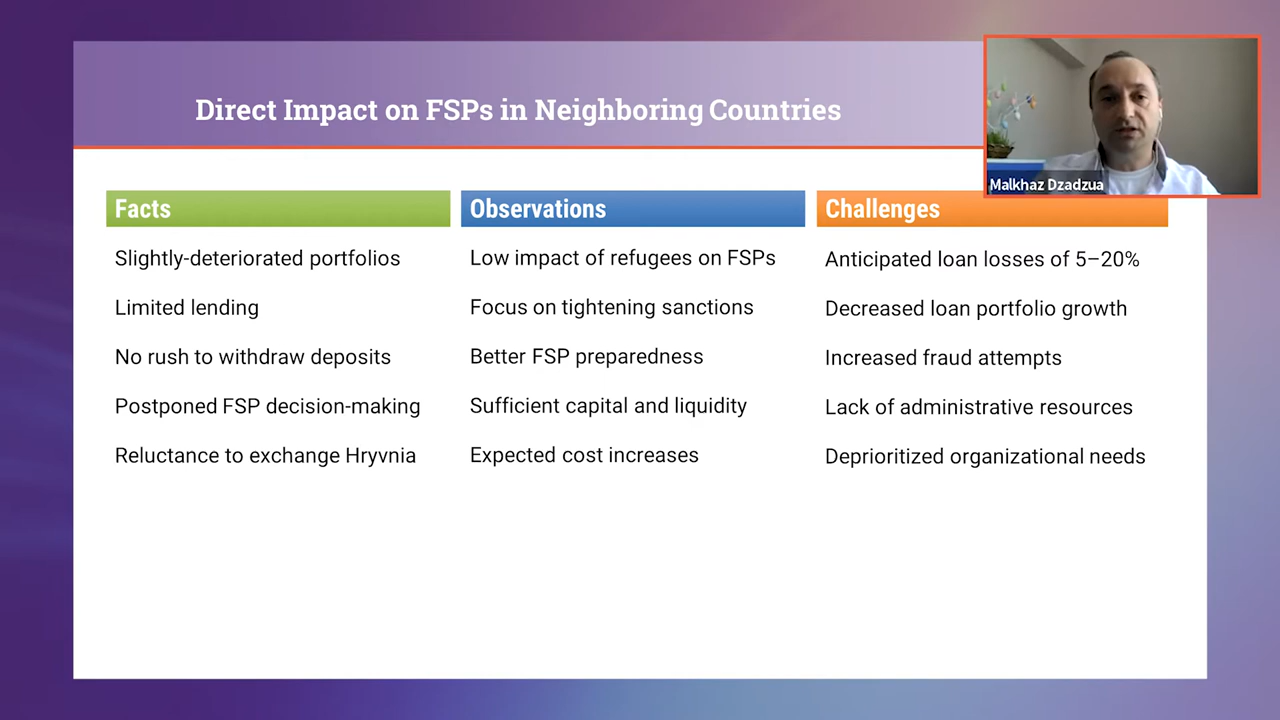 Direct Impact on FSPs in Neighboring Countries
Malkhaz Dzadzua
Facts
Slightly-deteriorated portfolios
Limited lending
No rush to withdraw deposits
Postponed FSP decision-making
Reluctance to exchange Hryvnia
Observations
Low impact of refugees on FSPs
Focus on tightening sanctions
Better FSP preparedness
Sufficient capital and liquidity
Expected cost increases
Challenges
Anticipated loan losses of 5–20%
Decreased loan portfolio growth
Increased fraud attempts
Lack of administrative resources
Deprioritized organizational needs